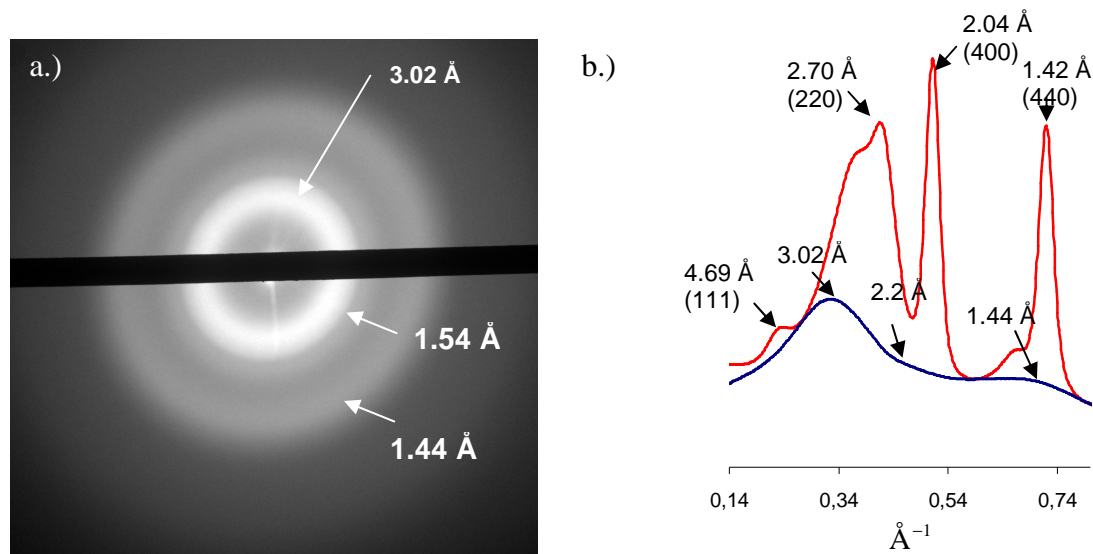 a.)
3.02 Å
1.54 Å
1.44 Å
b.)
2.04 Å
(400)
2.70 Å
(220)
1.42 Å
(440)
4.69 Å
(111)
3.02 Å
2.2 Å
1.44 Å
0,14
0,34
0,54
0,74
Å⁻¹